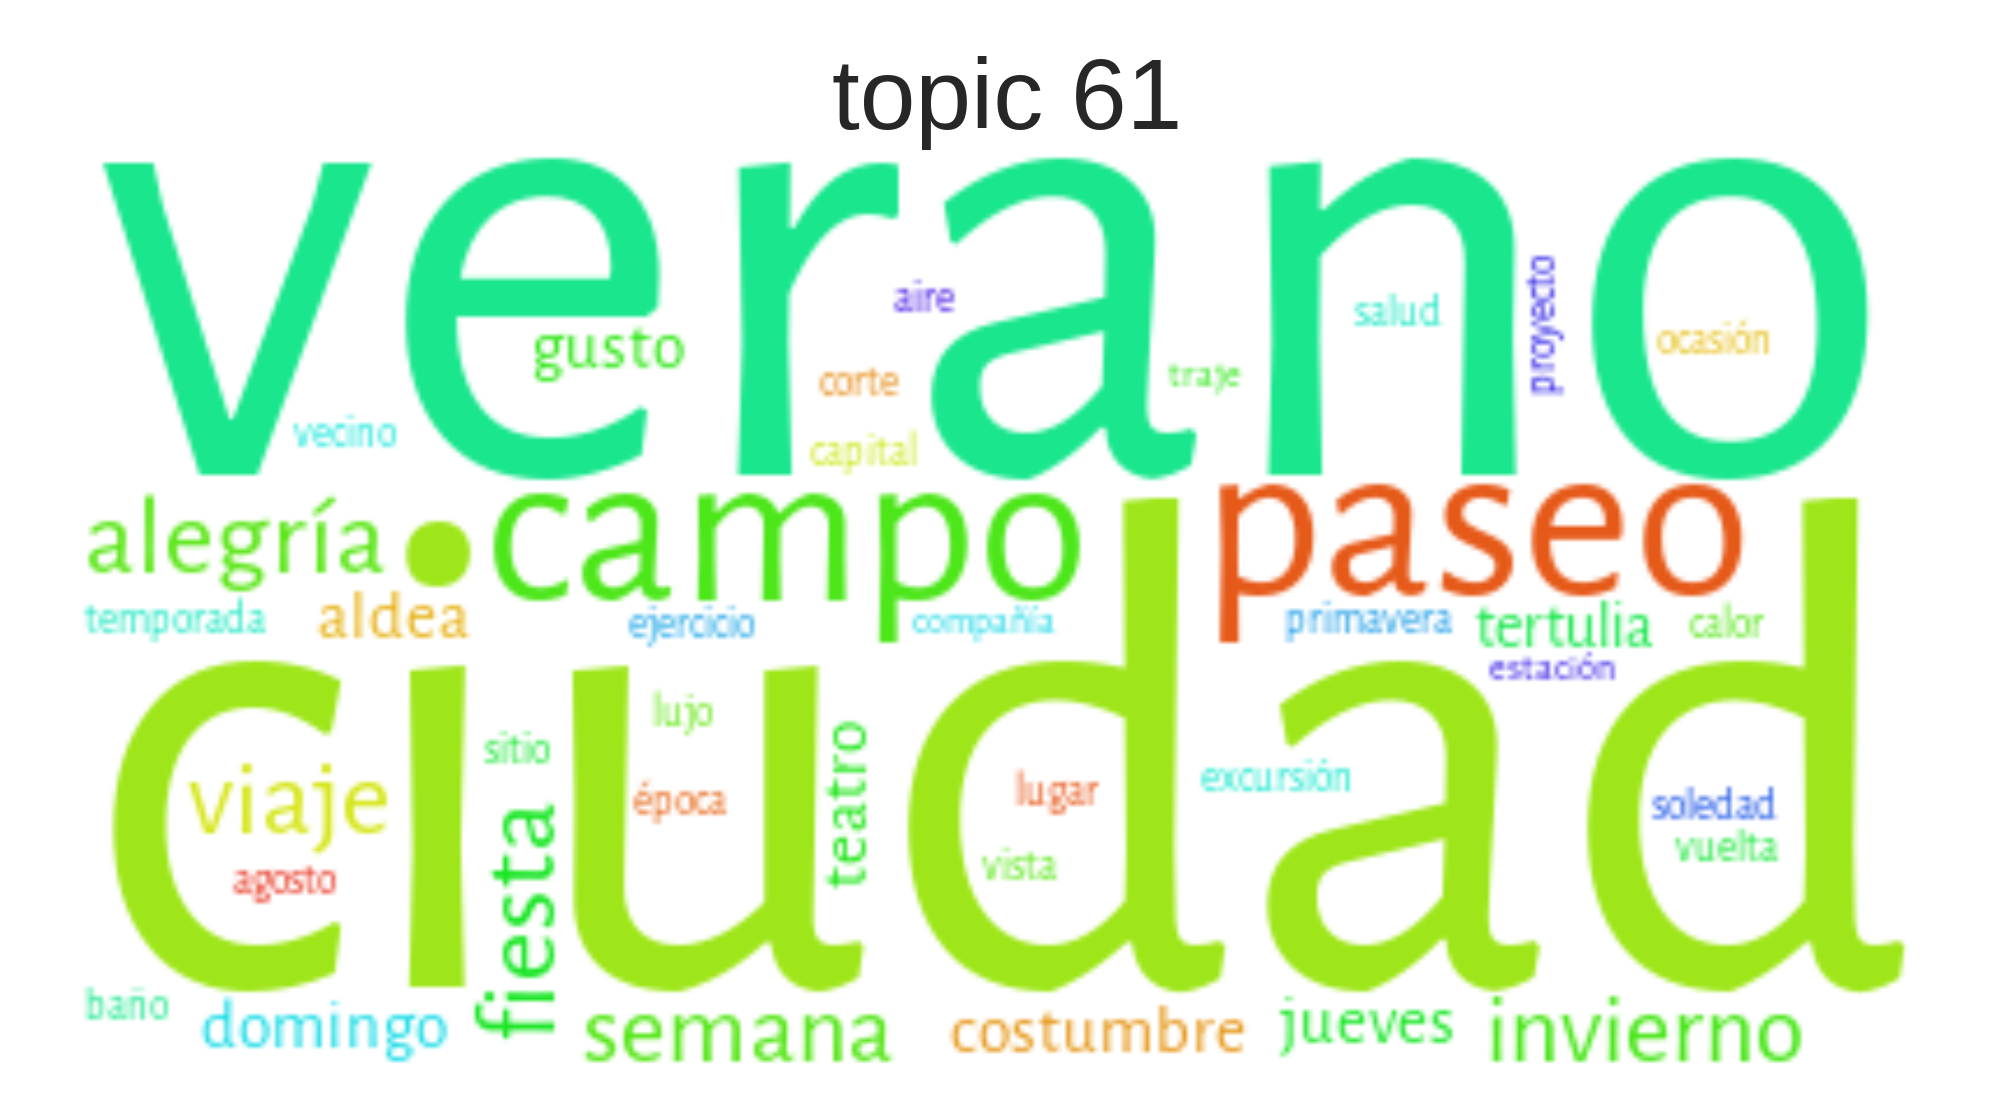 topic 61
verano
aire
salud
proyecto
ocasión
gusto
corte
traje
vecino
capital
alegría
campo
paseo
temporada
aldea
ejercicio
compañía
primavera
tertulia
calor
estación
ciudad
lujo
sitio
teatro
viaje
época
lugar
excursión
soledad
vuelta
agosto
fiesta
vista
baño
domingo
semana
costumbre
jueves
invierno